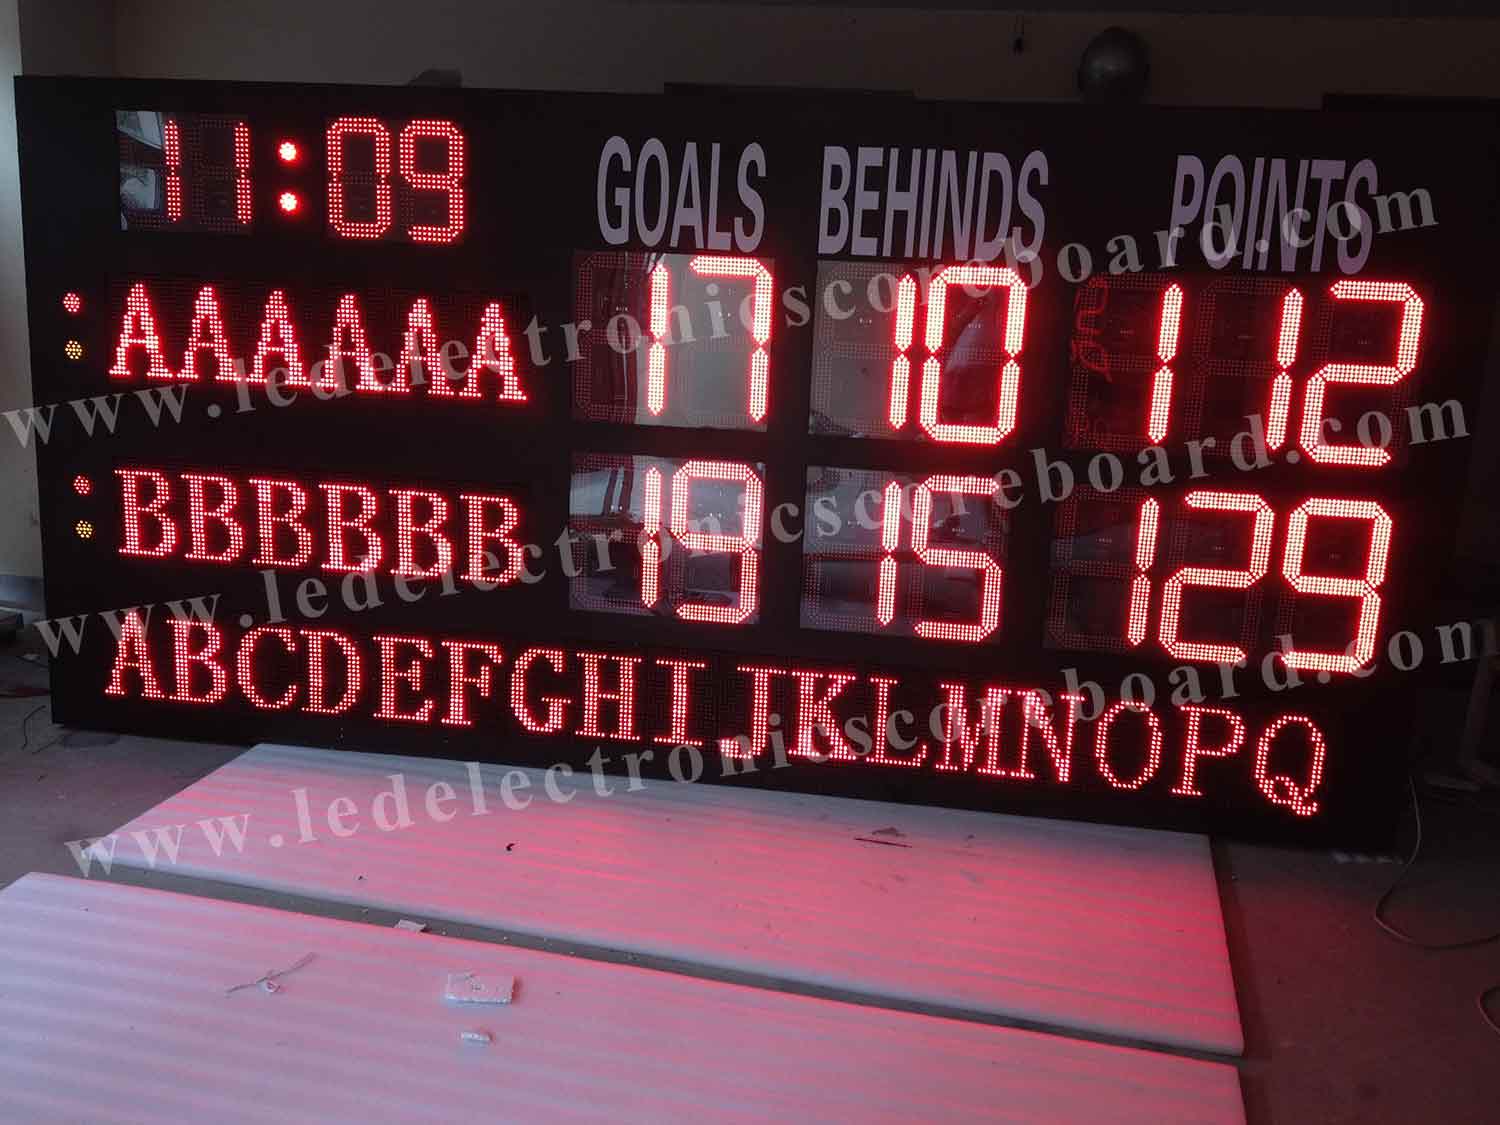 11:09
GOALS BEHINDS POINTS
AAAAAA 17 10 112
BBBBBB 19 15 129
ABCDEFGHIJKLMNOPQ
www.ledelectronicscoreboard.com
www.ledelectronicscoreboard.com
www.ledelectronicscoreboard.com